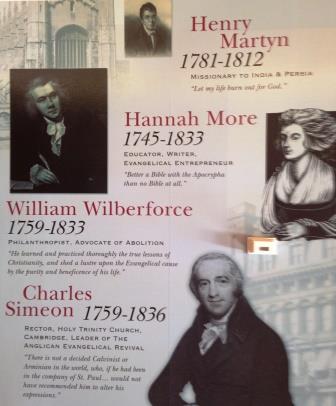 Henry
Martyn
1781-1812
Missionary to India & Persia
"Let my life burn out for God."
Hannah More
1745-1833
Educator, Writer,
Evangelical Entrepreneur
"Better a Bible with the Apocrypha
than no Bible at all."
William Wilberforce
1759-1833
Philanthropist, Advocate of Abolition
"He learned and practiced thoroughly the true lessons of
Christianity, and shed a lustre upon the Evangelical cause
by the purity and beneficence of his life."
Charles
Simeon 1759-1836
Rector, Holy Trinity Church,
Cambridge, Leader of The
Anglican Evangelical Revival
"There is not a decided Calvinist or
Arminian in the world, who, if he had been
in the company of St. Paul... would not
have recommended him to alter his
expressions."